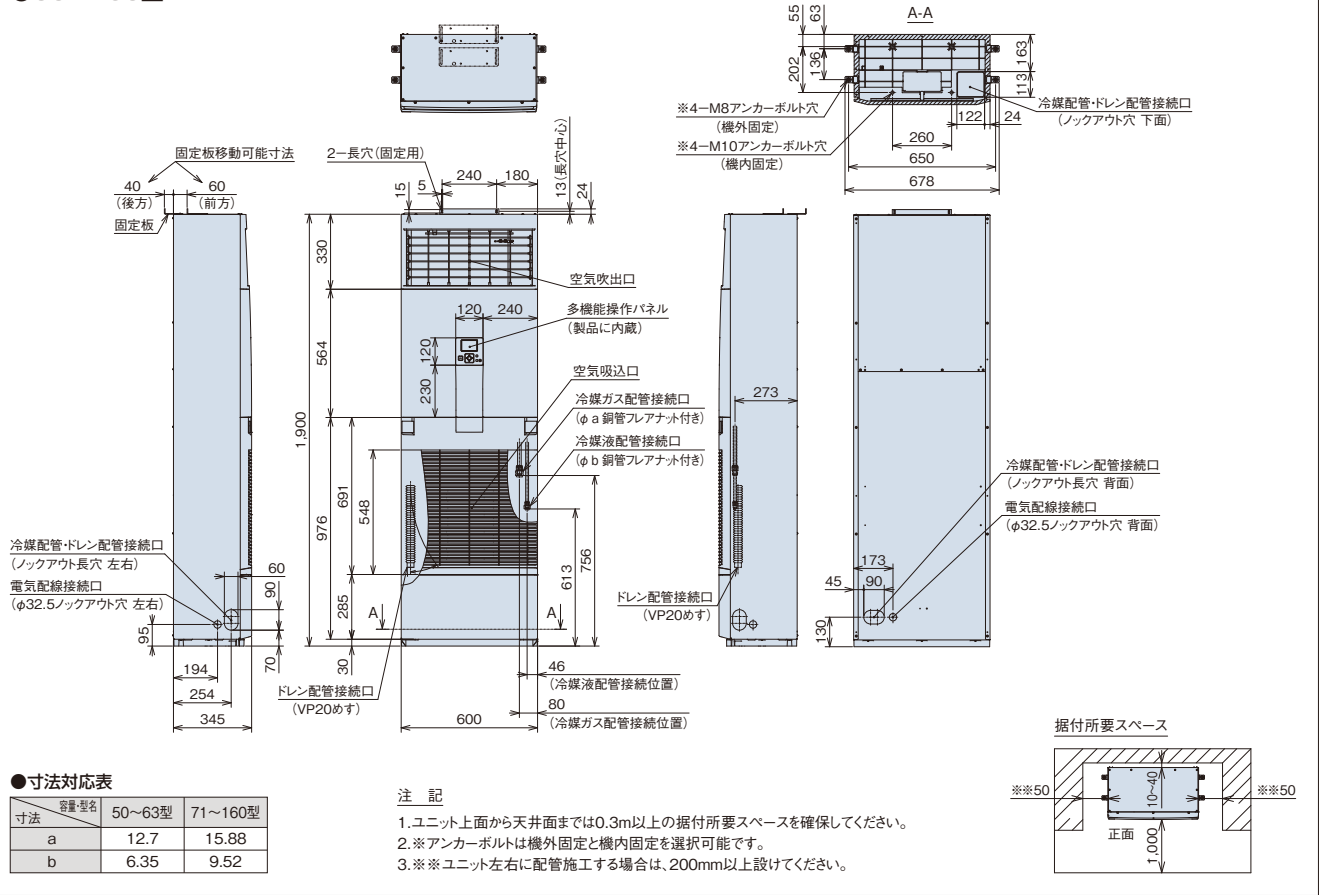 A-A
55
63
202
136
163
113
※4−M8アンカーボルト穴
(機外固定)
※4−M10アンカーボルト穴
(機内固定)
冷媒配管・ドレン配管接続口
(ノックアウト穴 下面)
122
24
260
650
678
固定板移動可能寸法
40
(後方)
60
(前方)
固定板
2−長穴(固定用)
15
5
240
180
13(長穴中心)
24
330
564
1,900
976
691
548
285
30
120
240
120
230
空気吹出口
多機能操作パネル
(製品に内蔵)
空気吸込口
冷媒ガス配管接続口
(φa 銅管フレアナット付き)
冷媒液配管接続口
(φb 銅管フレアナット付き)
613
756
A
A
46
(冷媒液配管接続位置)
80
(冷媒ガス配管接続位置)
600
ドレン配管接続口
(VP20めす)
冷媒配管・ドレン配管接続口
(ノックアウト長穴 左右)
電気配線接続口
(φ32.5ノックアウト穴 左右)
60
90
70
95
194
254
345
273
ドレン配管接続口
(VP20めす)
冷媒配管・ドレン配管接続口
(ノックアウト長穴 背面)
電気配線接続口
(φ32.5ノックアウト穴 背面)
173
45
90
130
●寸法対応表
寸法 容量・型名 50〜63型 71〜160型
a 12.7 15.88
b 6.35 9.52
注 記
1.ユニット上面から天井面までは0.3m以上の据付所要スペースを確保してください。
2.※アンカーボルトは機外固定と機内固定を選択可能です。
3.※※ユニット左右に配管施工する場合は、200mm以上設けてください。
据付所要スペース
※※50
10〜40
※※50
正面
1,000